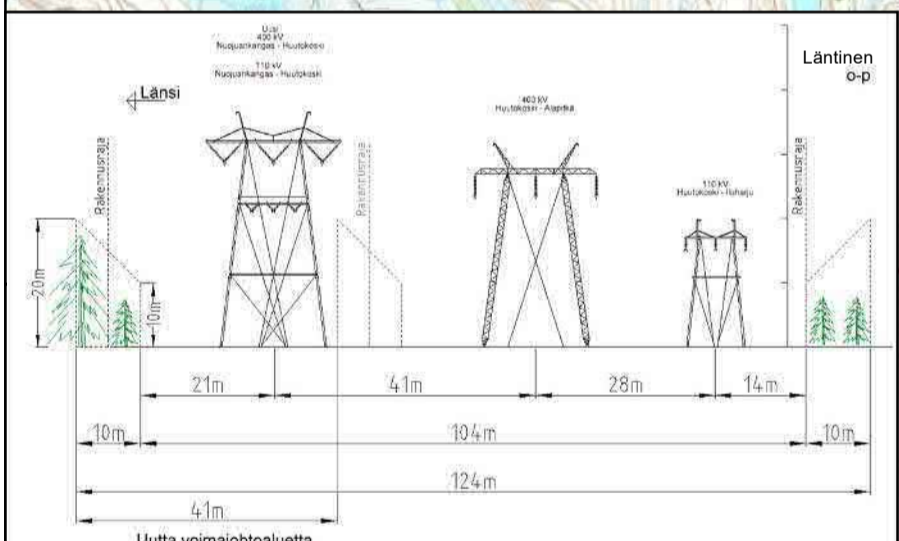 Uusi
400 kV
Nuojuankangas - Huutokoski
110 kV
Nuojuankangas - Huutokoski
Länsi
400 kV
Huutokoski - Alapitkä
110 kV
Huutokoski -
Läntinen
o-p
Rakennusraja
Rakennusraja
Rakennusraja
20m
10m
21m
41m
28m
14m
10m
104m
10m
124m
41m
Uutta voimajohtoaluetta